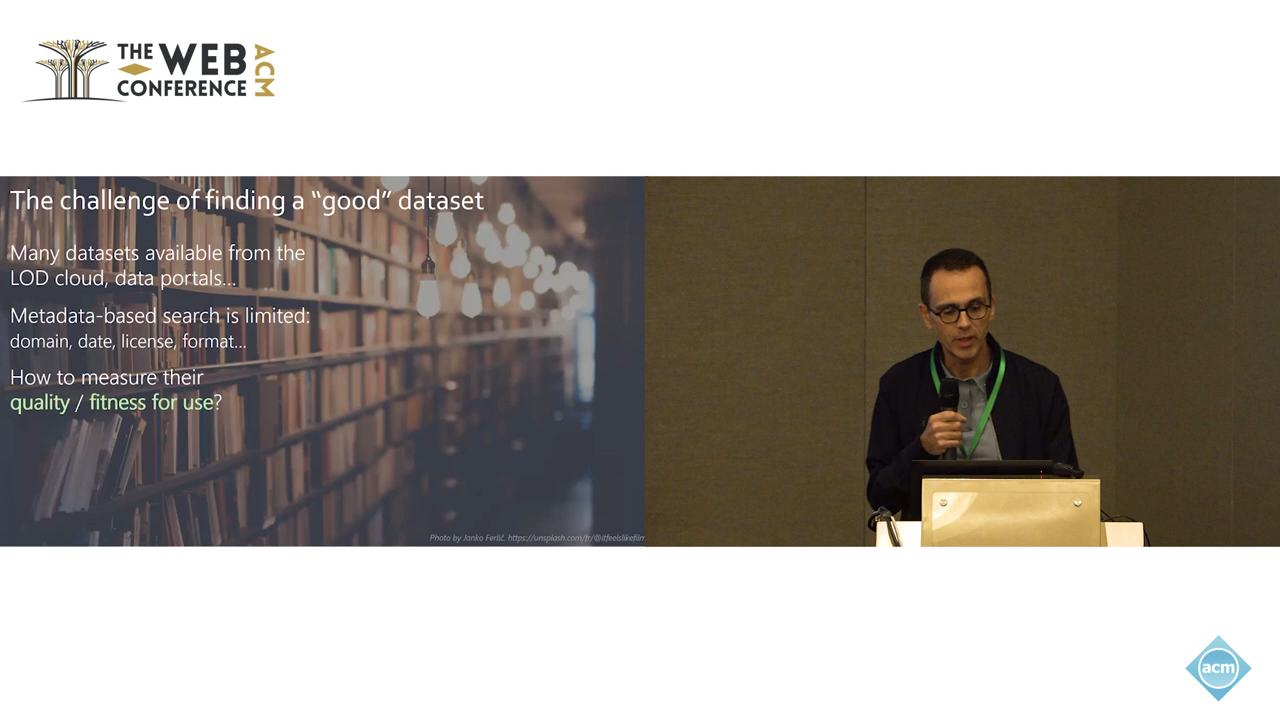 THE WEB
CONFERENCE
ACM
The challenge of finding a “good” dataset
Many datasets available from the
LOD cloud, data portals...
Metadata-based search is limited:
domain, date, license, format...
How to measure their
quality / fitness for use?
Photo by Janko Ferlič. https://unsplash.com/fr/@itfeelslikefilm
acm